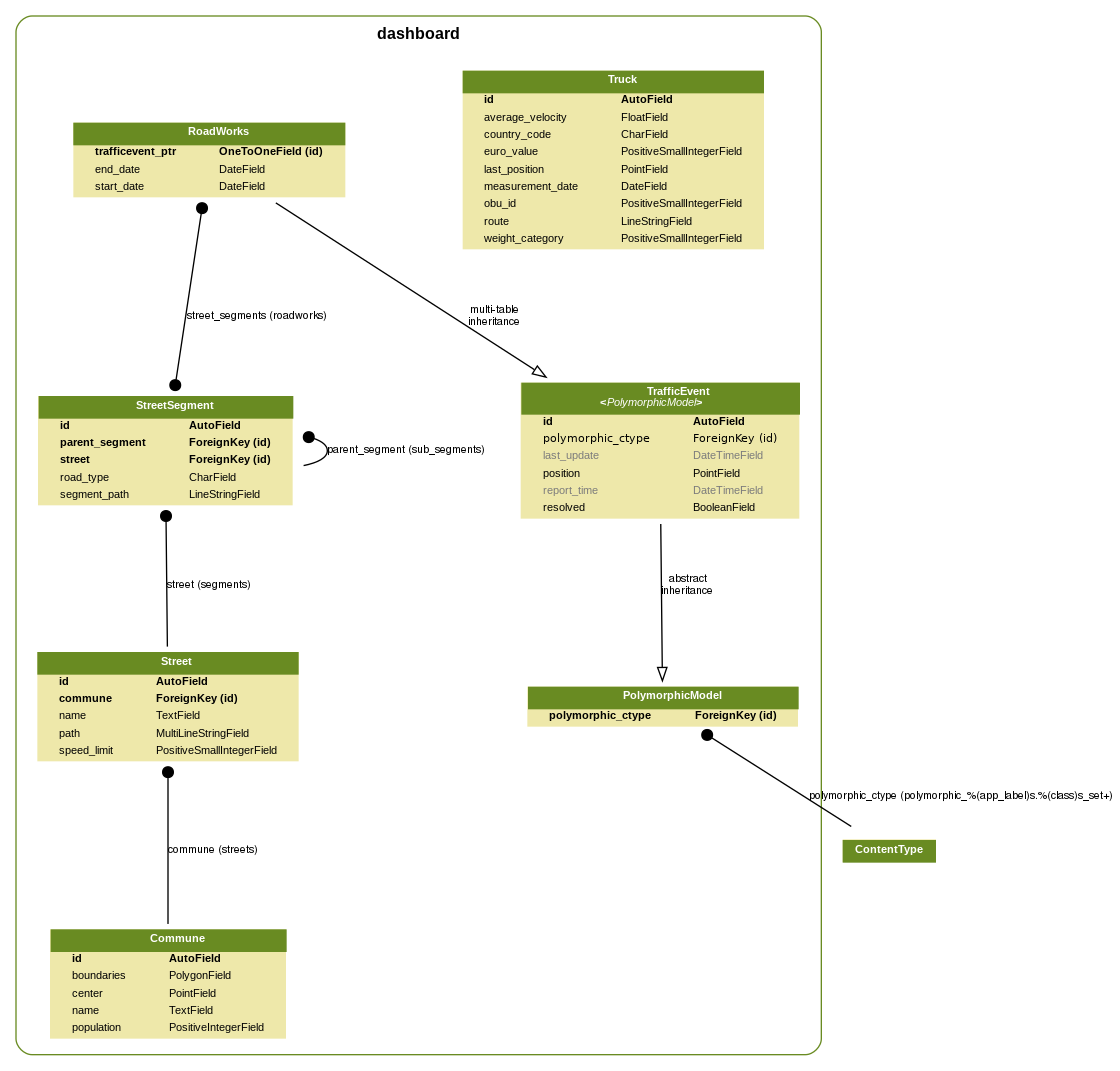 dashboard
Truck
id AutoField
average_velocity FloatField
country_code CharField
euro_value PositiveSmallIntegerField
last_position PointField
measurement_date DateField
obu_id PositiveSmallIntegerField
route LineStringField
weight_category PositiveSmallIntegerField
RoadWorks
trafficevent_ptr OneToOneField (id)
end_date DateField
start_date DateField
street_segments (roadworks)
multi-table
inheritance
StreetSegment
id AutoField
parent_segment ForeignKey (id)
street ForeignKey (id)
road_type CharField
segment_path LineStringField
parent_segment (sub_segments)
TrafficEvent
<PolymorphicModel>
id AutoField
polymorphic_ctype ForeignKey (id)
last_update DateTimeField
position PointField
report_time DateTimeField
resolved BooleanField
street (segments)
abstract
inheritance
Street
id AutoField
commune ForeignKey (id)
name TextField
path MultiLineStringField
speed_limit PositiveSmallIntegerField
PolymorphicModel
polymorphic_ctype ForeignKey (id)
polymorphic_ctype (polymorphic_%(app_label)s.%(class)s_set+)
ContentType
commune (streets)
Commune
id AutoField
boundaries PolygonField
center PointField
name TextField
population PositiveIntegerField